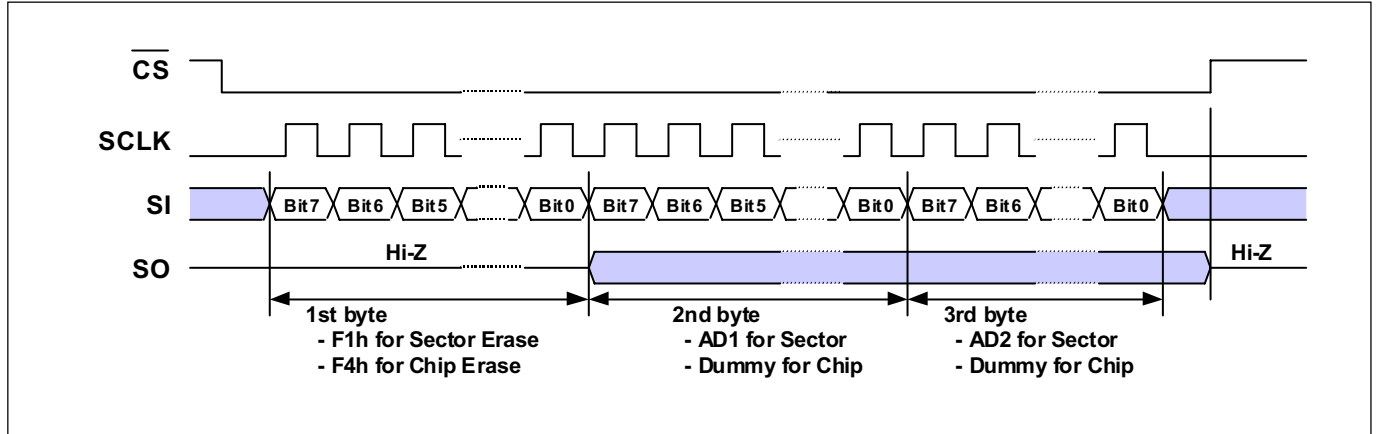 CS
SCLK
SI Bit7 Bit6 Bit5 Bit0 Bit7 Bit6 Bit5 Bit0 Bit7 Bit6 Bit0
Hi-Z Hi-Z
SO
1st byte 2nd byte 3rd byte
- F1h for Sector Erase - AD1 for Sector - AD2 for Sector
- F4h for Chip Erase - Dummy for Chip - Dummy for Chip